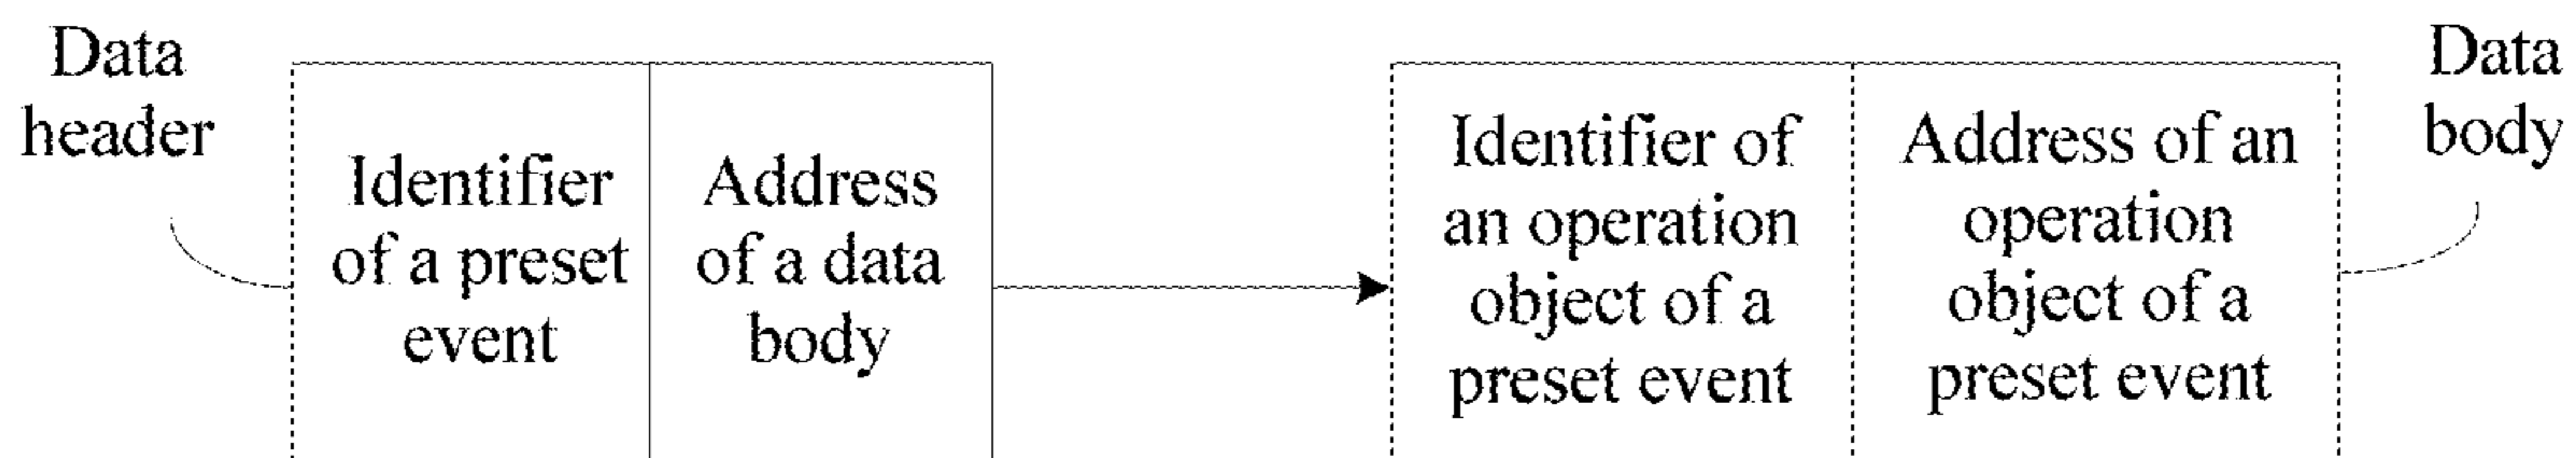 Data
header
Identifier
of a preset
event
Address
of a data
body
Identifier of
an operation
object of a
preset event
Address of an
operation
object of a
preset event
Data
body